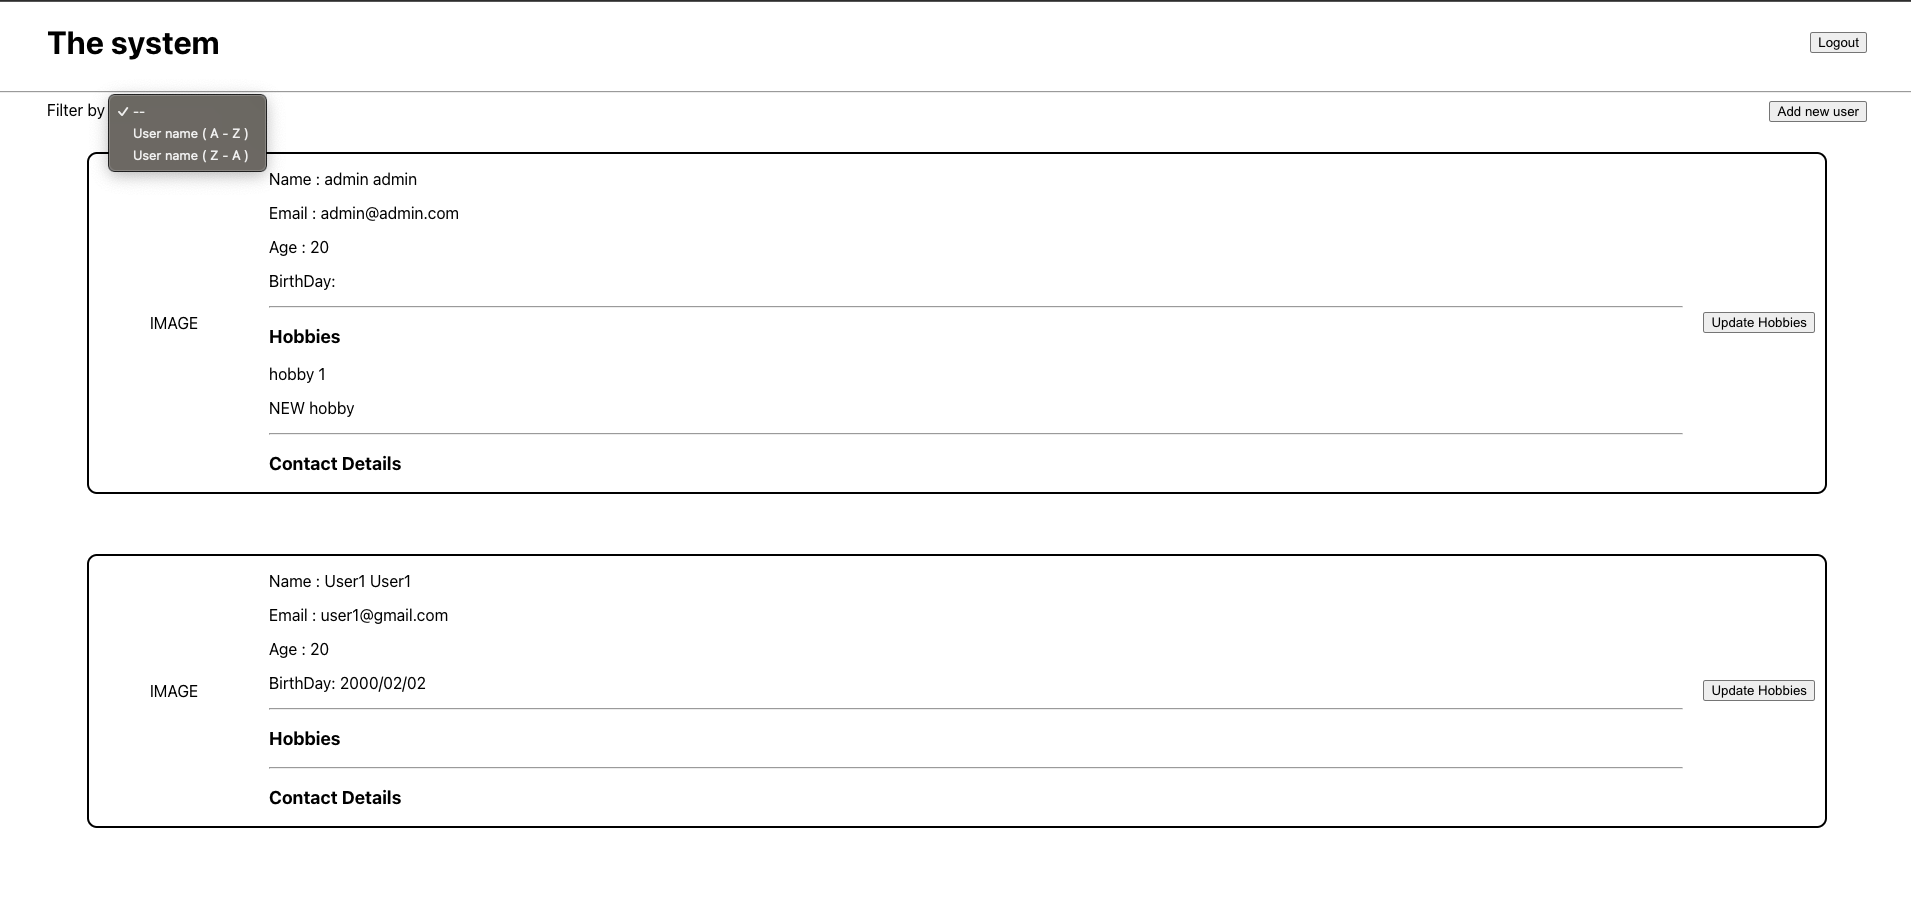 The system
Logout
Filter by
✓ --
User name ( A - Z )
User name ( Z - A )
Add new user
IMAGE
Name : admin admin
Email : admin@admin.com
Age : 20
BirthDay:
Hobbies
hobby 1
NEW hobby
Contact Details
Update Hobbies
IMAGE
Name : User1 User1
Email : user1@gmail.com
Age : 20
BirthDay: 2000/02/02
Hobbies
Contact Details
Update Hobbies